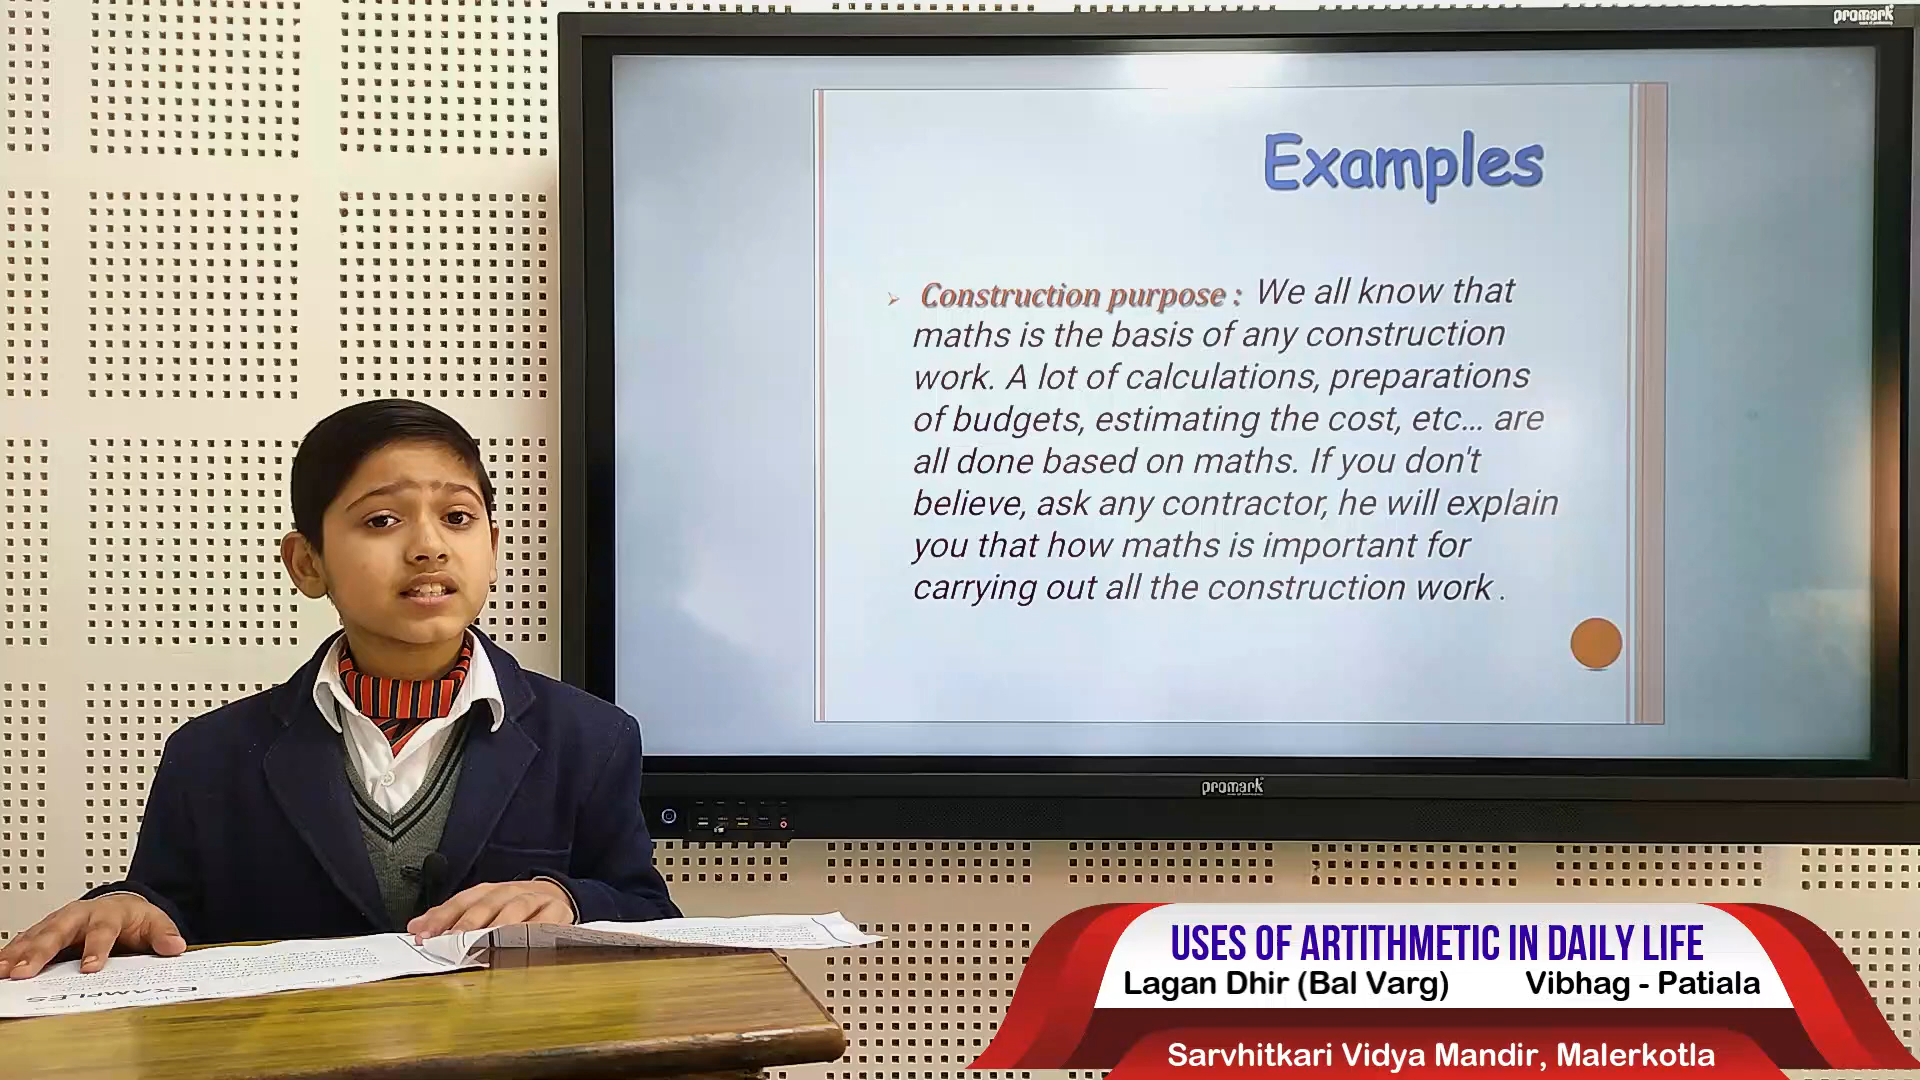 promark
Examples
Construction purpose : We all know that
maths is the basis of any construction
work. A lot of calculations, preparations
of budgets, estimating the cost, etc... are
all done based on maths. If you don't
believe, ask any contractor, he will explain
you that how maths is important for
carrying out all the construction work .
promark
EXAMPLES
USES OF ARTITHMETIC IN DAILY LIFE
Lagan Dhir (Bal Varg) Vibhag - Patiala
Sarvhitkari Vidya Mandir, Malerkotla